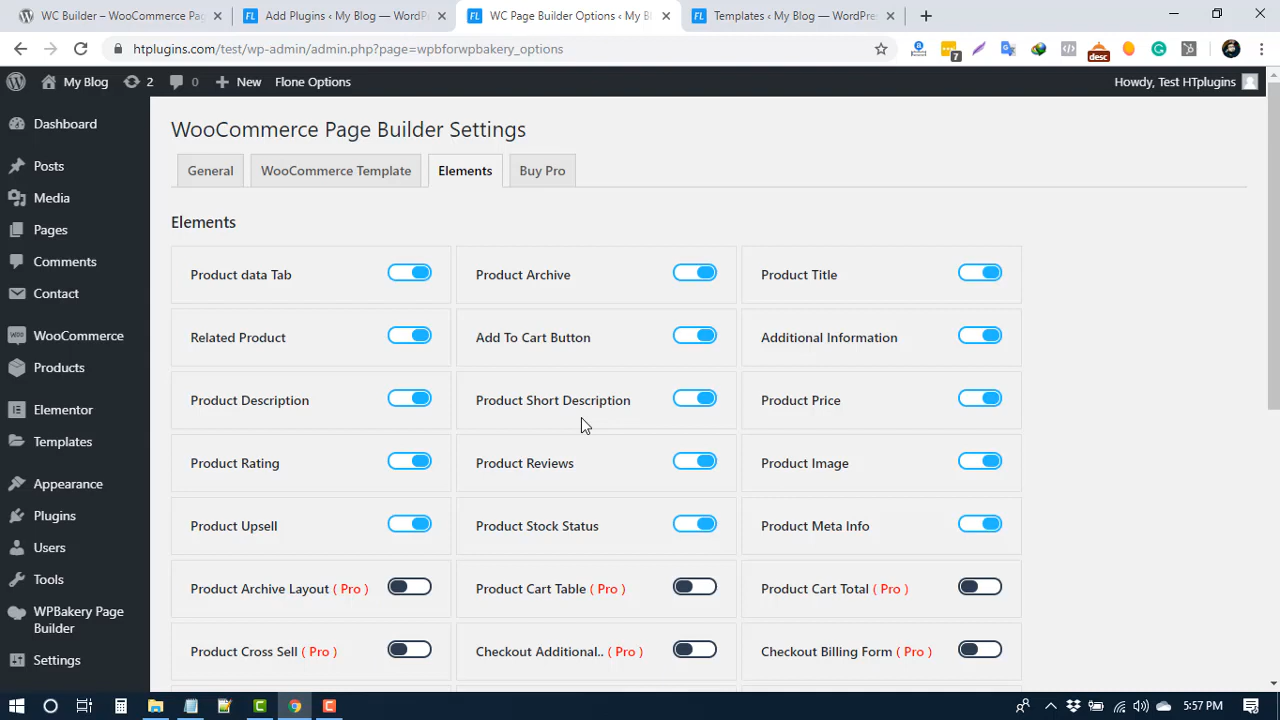 WC Builder – WooCommerce Pag
Add Plugins ‹ My Blog — WordPr
WC Page Builder Options ‹ My Bl
Templates ‹ My Blog — WordPres
htplugins.com/test/wp-admin/admin.php?page=wpbforwpbakery_options
7
desc
My Blog
2
0
New
Flone Options
Howdy, Test HTplugins
Dashboard
Posts
Media
Pages
Comments
Contact
WooCommerce
Products
Elementor
Templates
Appearance
Plugins
Users
Tools
WPBakery Page
Builder
Settings
WooCommerce Page Builder Settings
General
WooCommerce Template
Elements
Buy Pro
Elements
Product data Tab
Product Archive
Product Title
Related Product
Add To Cart Button
Additional Information
Product Description
Product Short Description
Product Price
Product Rating
Product Reviews
Product Image
Product Upsell
Product Stock Status
Product Meta Info
Product Archive Layout ( Pro )
Product Cart Table ( Pro )
Product Cart Total ( Pro )
Product Cross Sell ( Pro )
Checkout Additional.. ( Pro )
Checkout Billing Form ( Pro )
5:57 PM